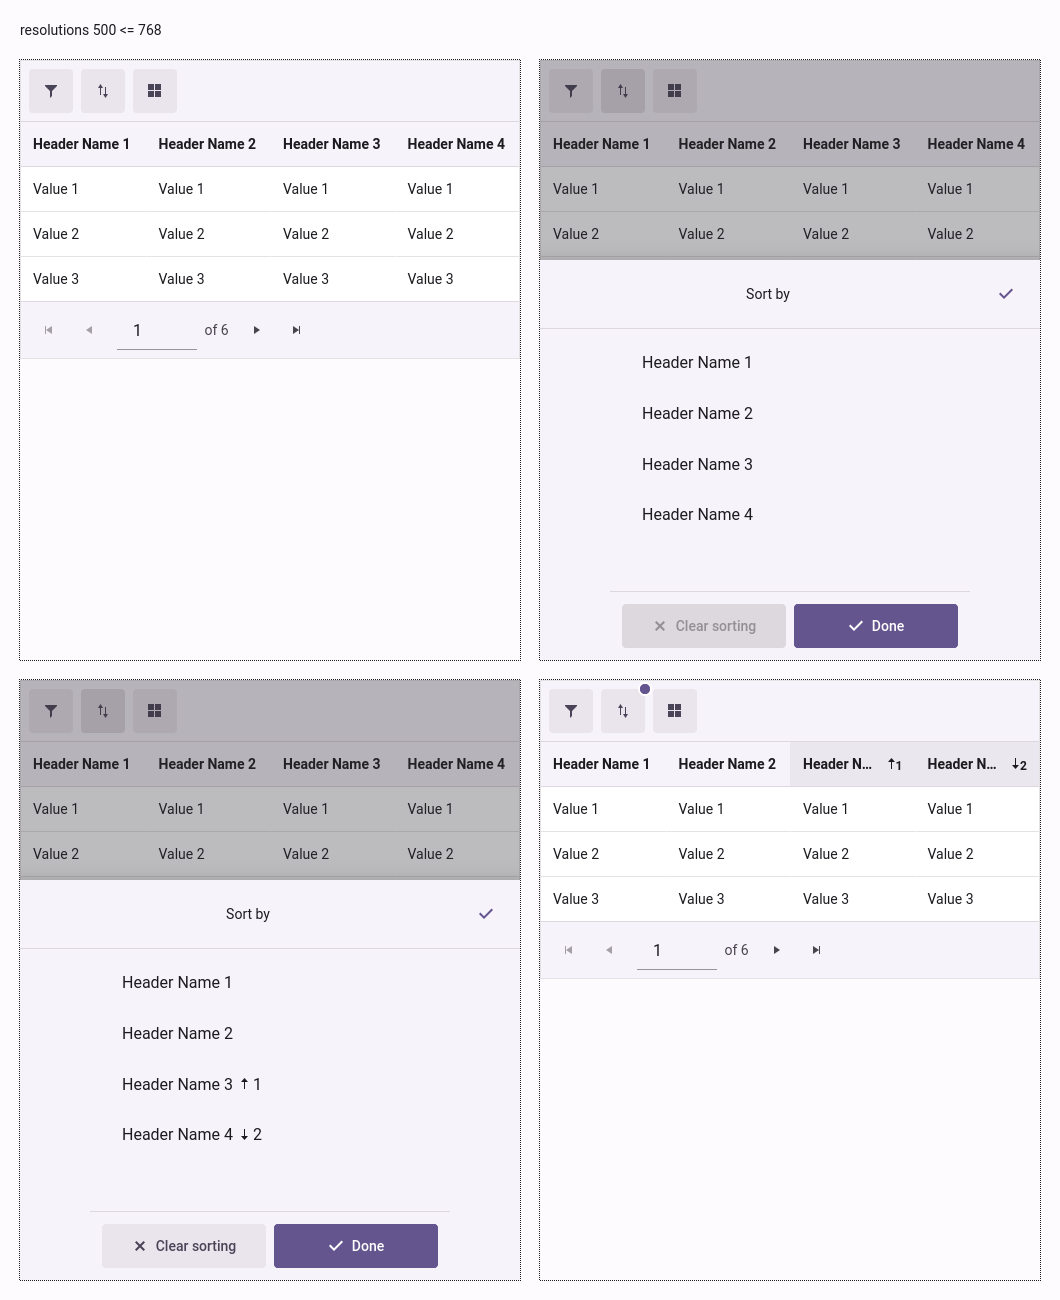 resolutions 500 <= 768
Header Name 1 Header Name 2 Header Name 3 Header Name 4
Value 1 Value 1 Value 1 Value 1
Value 2 Value 2 Value 2 Value 2
Value 3 Value 3 Value 3 Value 3
1 of 6
Header Name 1 Header Name 2 Header Name 3 Header Name 4
Value 1 Value 1 Value 1 Value 1
Value 2 Value 2 Value 2 Value 2
Sort by
Header Name 1
Header Name 2
Header Name 3
Header Name 4
Clear sorting Done
Header Name 1 Header Name 2 Header Name 3 Header Name 4
Value 1 Value 1 Value 1 Value 1
Value 2 Value 2 Value 2 Value 2
Sort by
Header Name 1
Header Name 2
Header Name 3 ↑ 1
Header Name 4 ↓ 2
Clear sorting Done
Header Name 1 Header Name 2 Header N... ↑1 Header N... ↓2
Value 1 Value 1 Value 1 Value 1
Value 2 Value 2 Value 2 Value 2
Value 3 Value 3 Value 3 Value 3
1 of 6